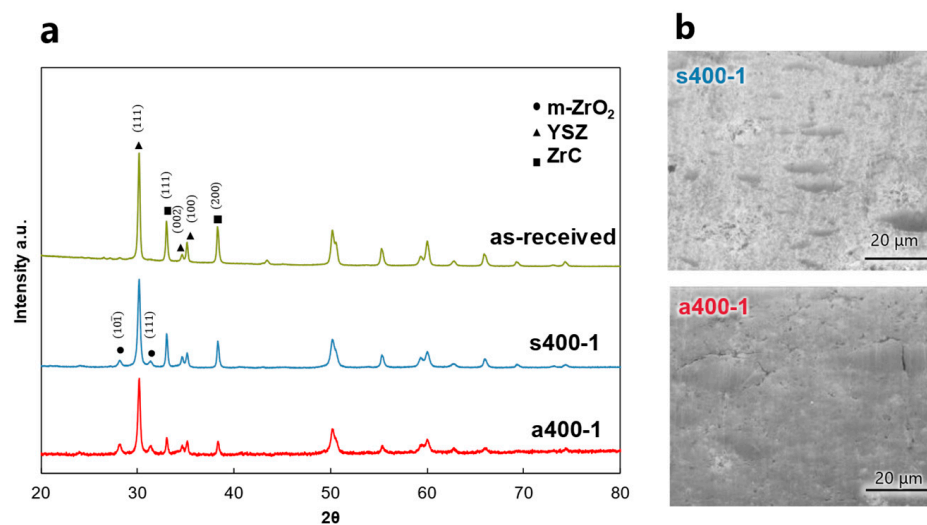 a
b
Intensity a.u.
● m-ZrO₂
▲ YSZ
■ ZrC
(111)
(111)
(002)
(100)
(200)
as-received
(101̄)
(111)
s400-1
a400-1
20 30 40 50 60 70 80
2θ
s400-1
20 µm
a400-1
20 µm